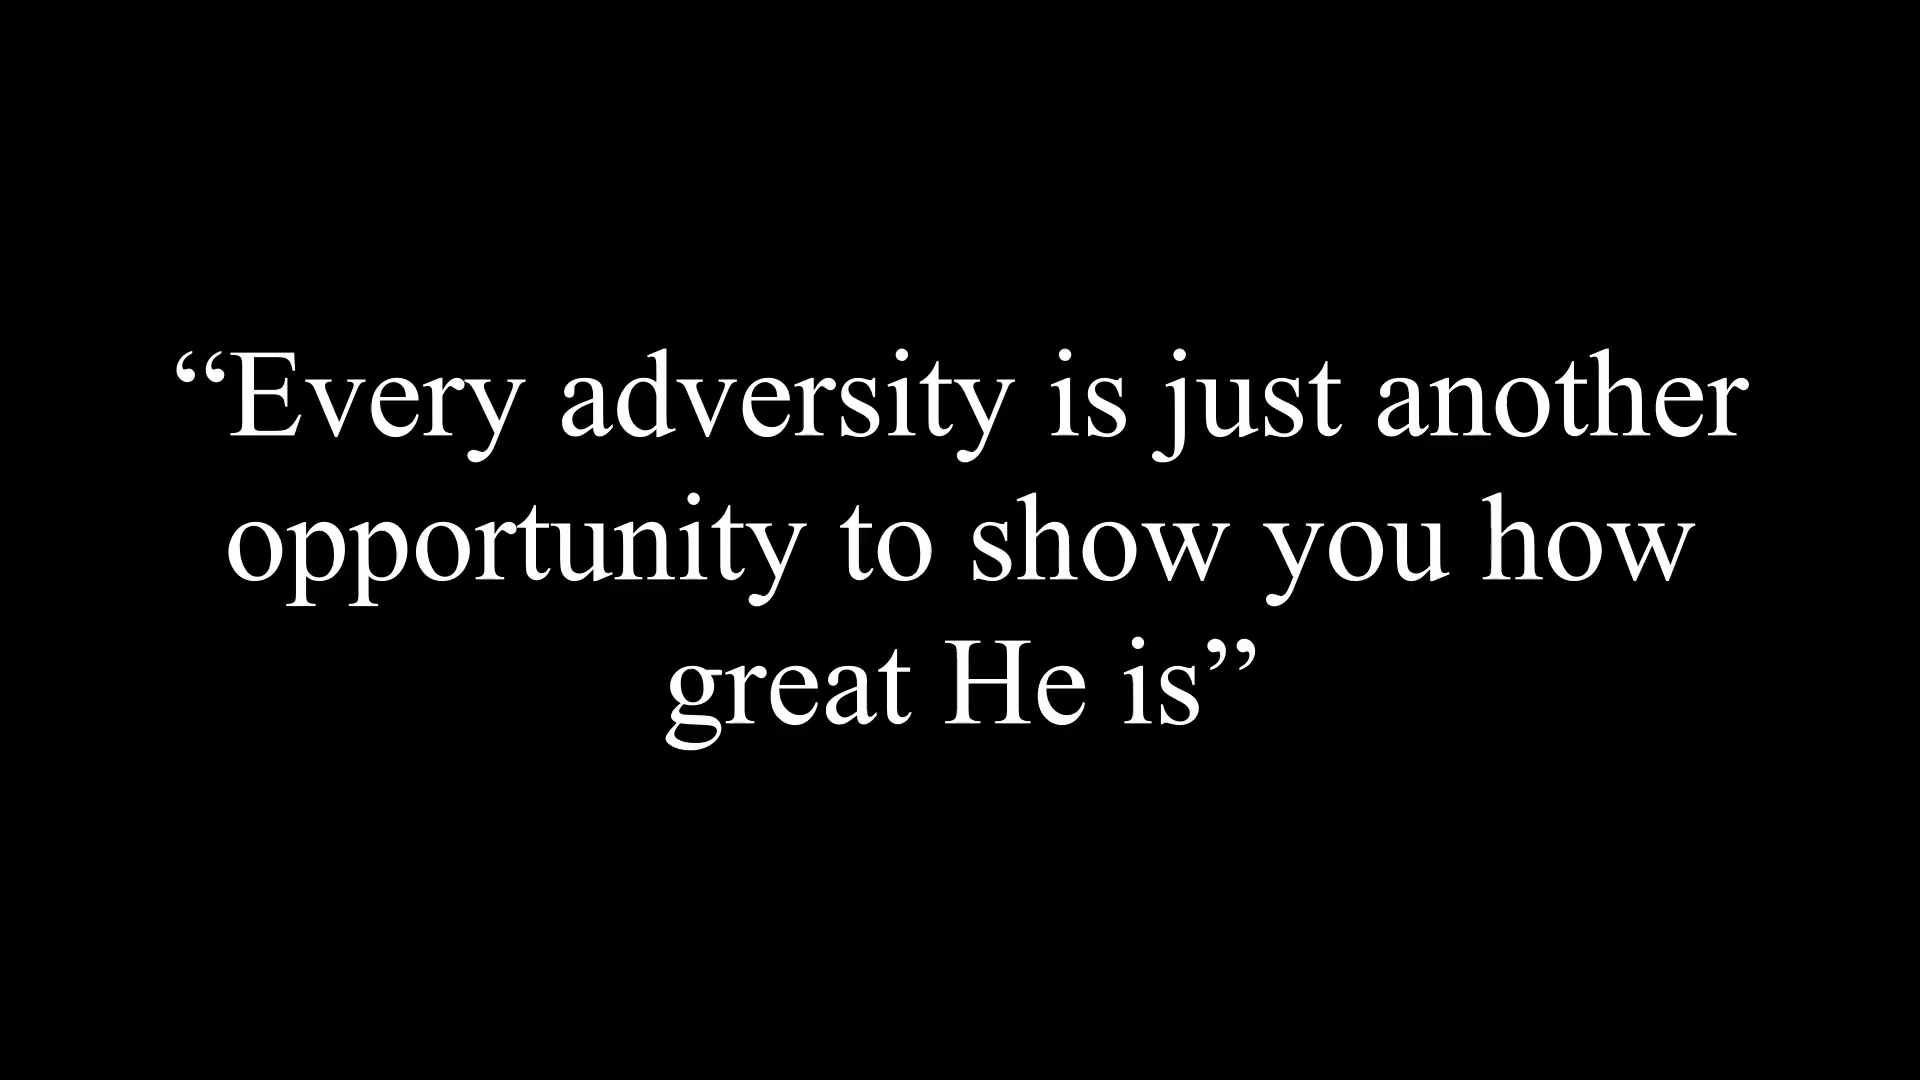 “Every adversity is just another
opportunity to show you how
great He is”